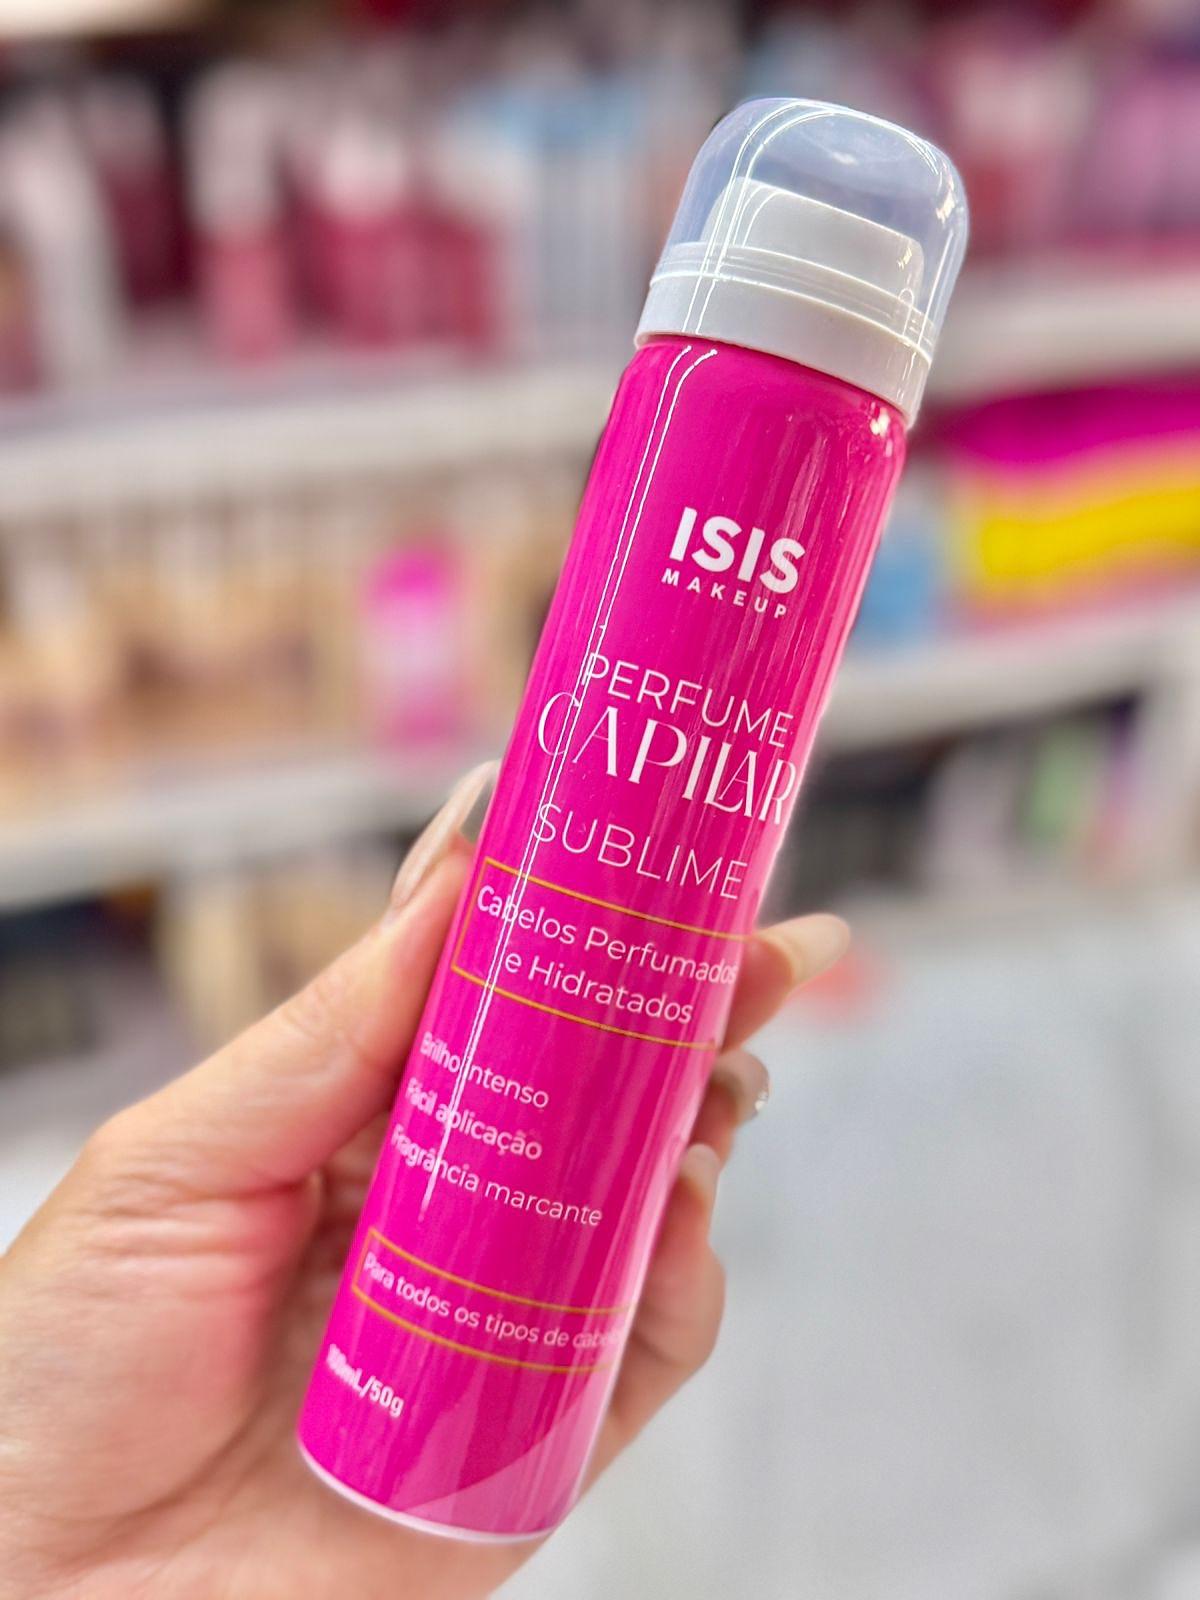 ISIS
MAKEUP
PERFUME
CAPILAR
SUBLIME
Cabelos Perfumados
e Hidratados
Brilho intenso
Fácil aplicação
Fragrância marcante
Para todos os tipos de
/50g